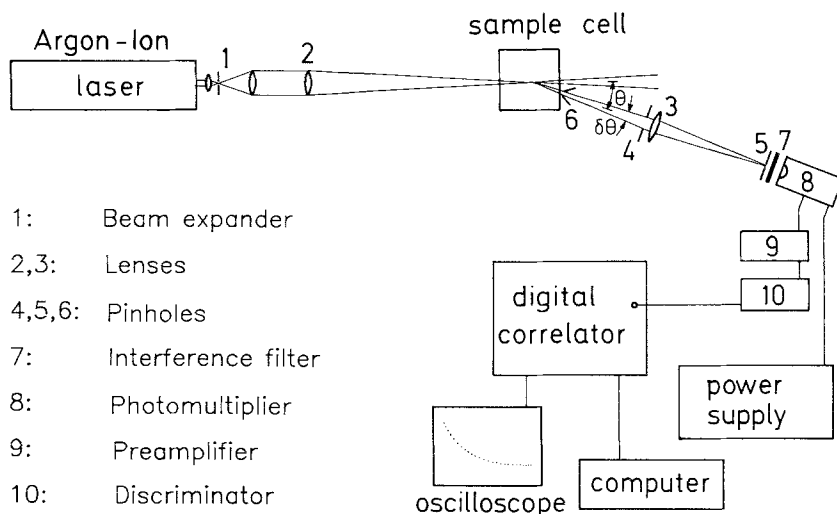 Argon-Ion
laser
1
2
sample cell
θ
δθ
6
3
4
5
7
8
9
10
digital
correlator
power
supply
oscilloscope
computer
1: Beam expander
2,3: Lenses
4,5,6: Pinholes
7: Interference filter
8: Photomultiplier
9: Preamplifier
10: Discriminator